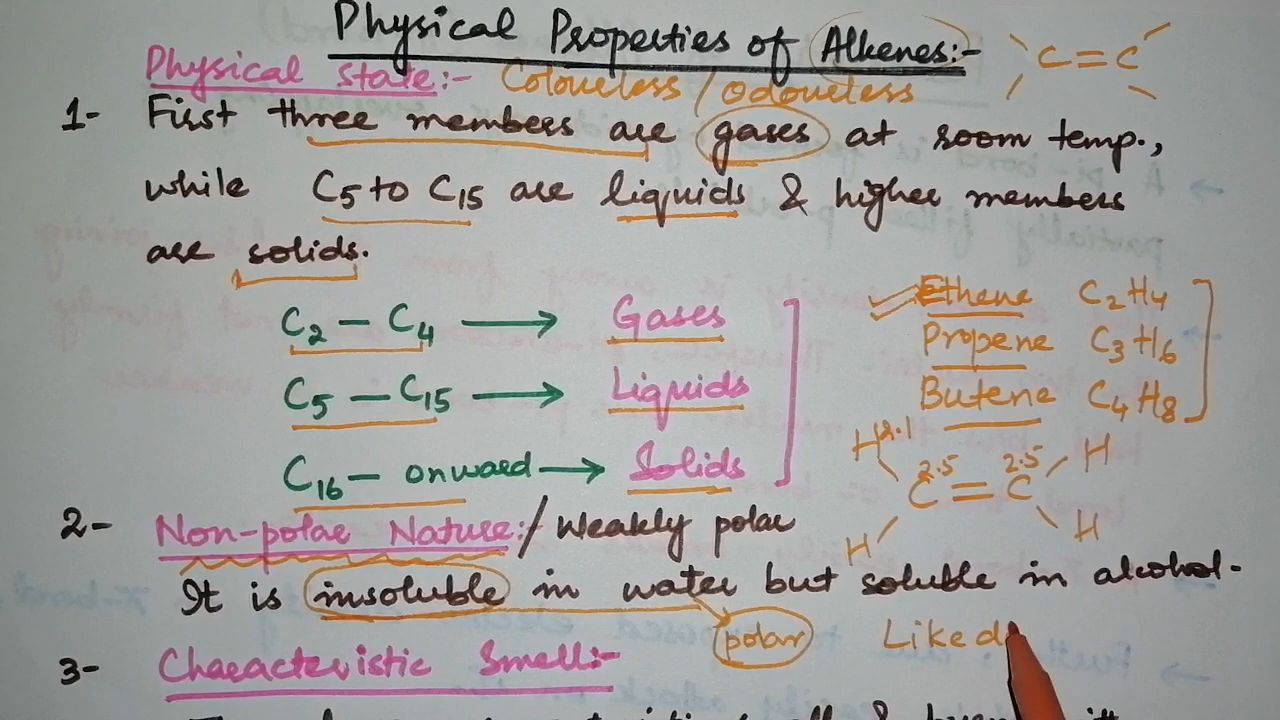 Physical Properties of Alkenes:-
C=C
Physical state:- Colourless / odourless
1- First three members are gases at room temp.,
while C5 to C15 are liquids & higher members
are solids.
C2 – C4 → Gases
C5 – C15 → Liquids
C16 – onward → Solids
Ethene C2H4
Propene C3H6
Butene C4H8
H 2.1 H
2.5 2.5
C=C
H H
2- Non-polar Nature:/ Weakly polar
It is insoluble in water but soluble in alcohol.
polar Like d
3- Characteristic Smell:-